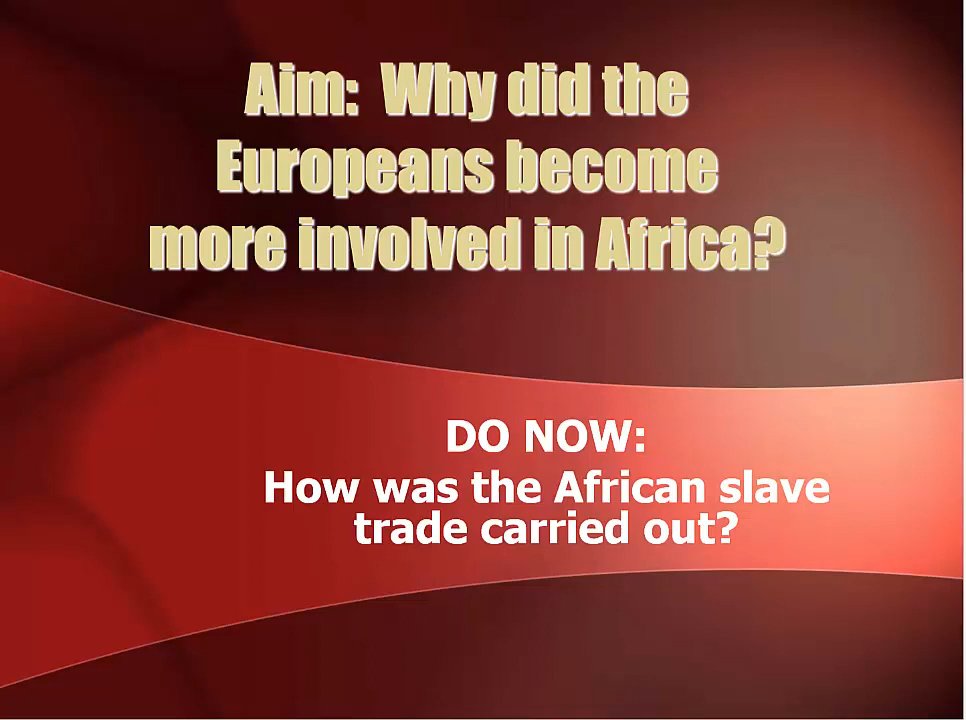 Aim: Why did the
Europeans become
more involved in Africa?
DO NOW:
How was the African slave
trade carried out?